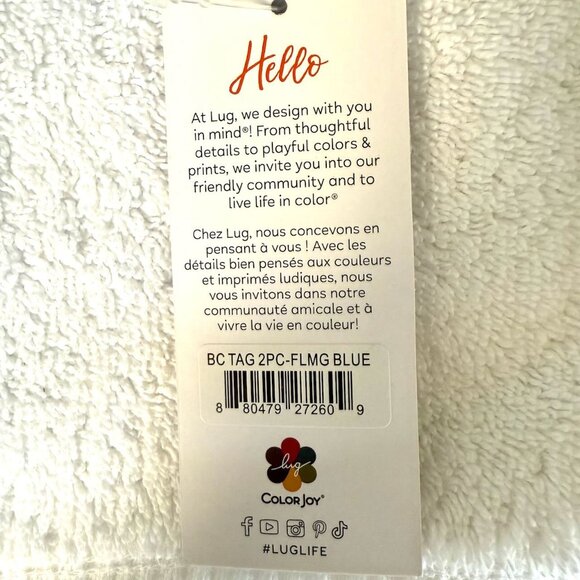 Hello
At Lug, we design with you
in mind®! From thoughtful
details to playful colors &
prints, we invite you into our
friendly community and to
live life in color®
Chez Lug, nous concevons en
pensant à vous ! Avec les
détails bien pensés aux couleurs
et imprimés ludiques, nous
vous invitons dans notre
communauté amicale et à
vivre la vie en couleur!
BC TAG 2PC-FLMG BLUE
8 80479 27260 9
lug
COLORJOY®
#LUGLIFE